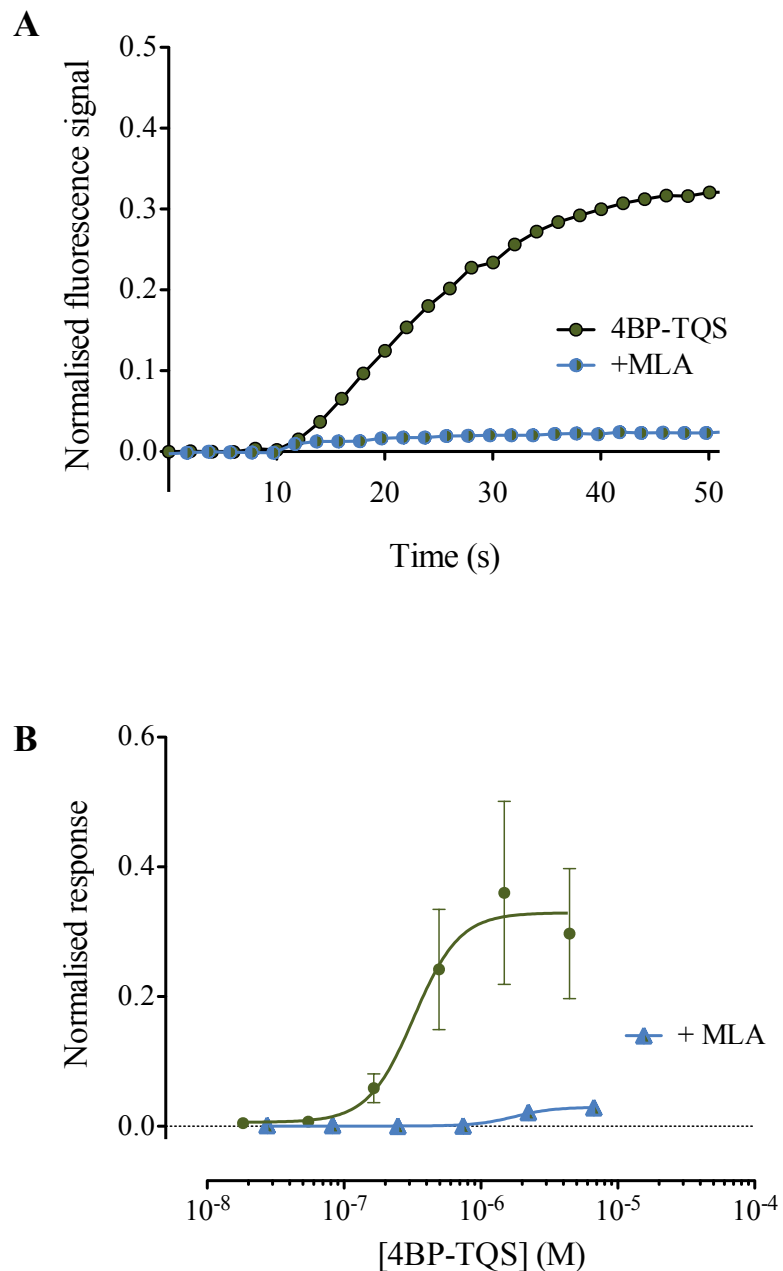 A
Normalised fluorescence signal
0.5
0.4
0.3
0.2
0.1
0.0
4BP-TQS
+MLA
10
20
30
40
50
Time (s)
B
Normalised response
0.6
0.4
0.2
0.0
+ MLA
10⁻⁸
10⁻⁷
10⁻⁶
10⁻⁵
10⁻⁴
[4BP-TQS] (M)